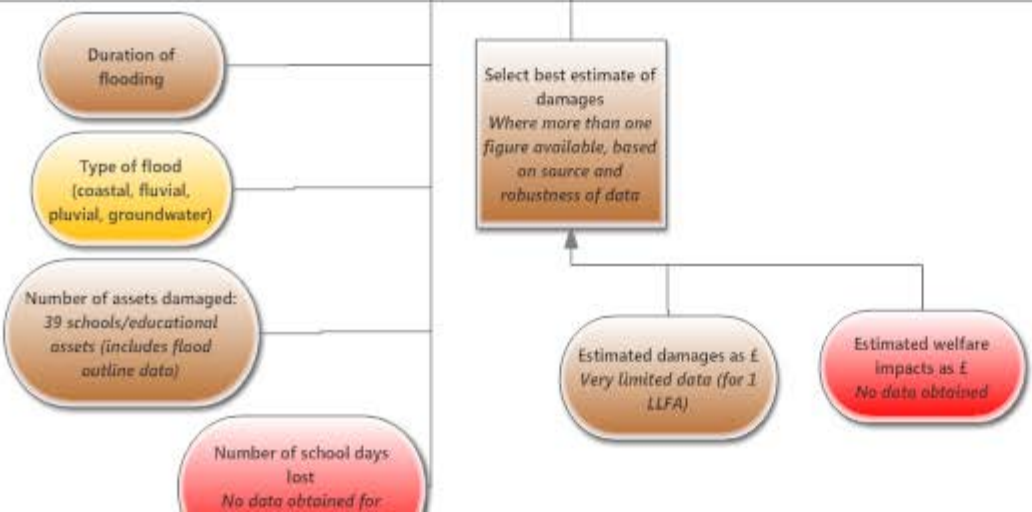 Duration of
flooding
Type of flood
(coastal, fluvial,
pluvial, groundwater)
Number of assets damaged:
39 schools/educational
assets (includes flood
outline data)
Number of school days
lost
No data obtained for
Select best estimate of
damages
Where more than one
figure available, based
on source and
robustness of data
Estimated damages as £
Very limited data (for 1
LLFA)
Estimated welfare
impacts as £
No data obtained